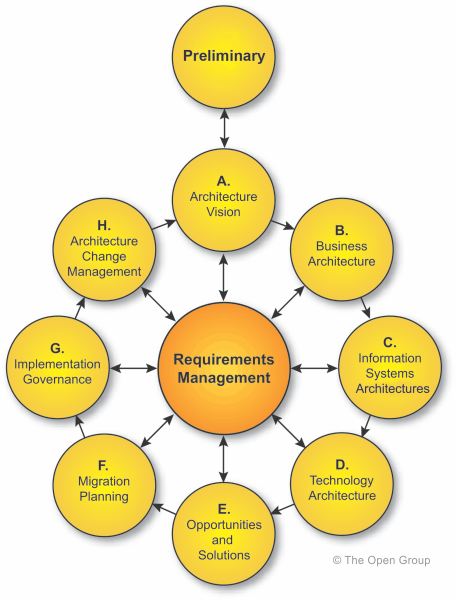 Preliminary
A.
Architecture
Vision
B.
Business
Architecture
C.
Information
Systems
Architectures
D.
Technology
Architecture
E.
Opportunities
and
Solutions
F.
Migration
Planning
G.
Implementation
Governance
H.
Architecture
Change
Management
Requirements
Management
© The Open Group